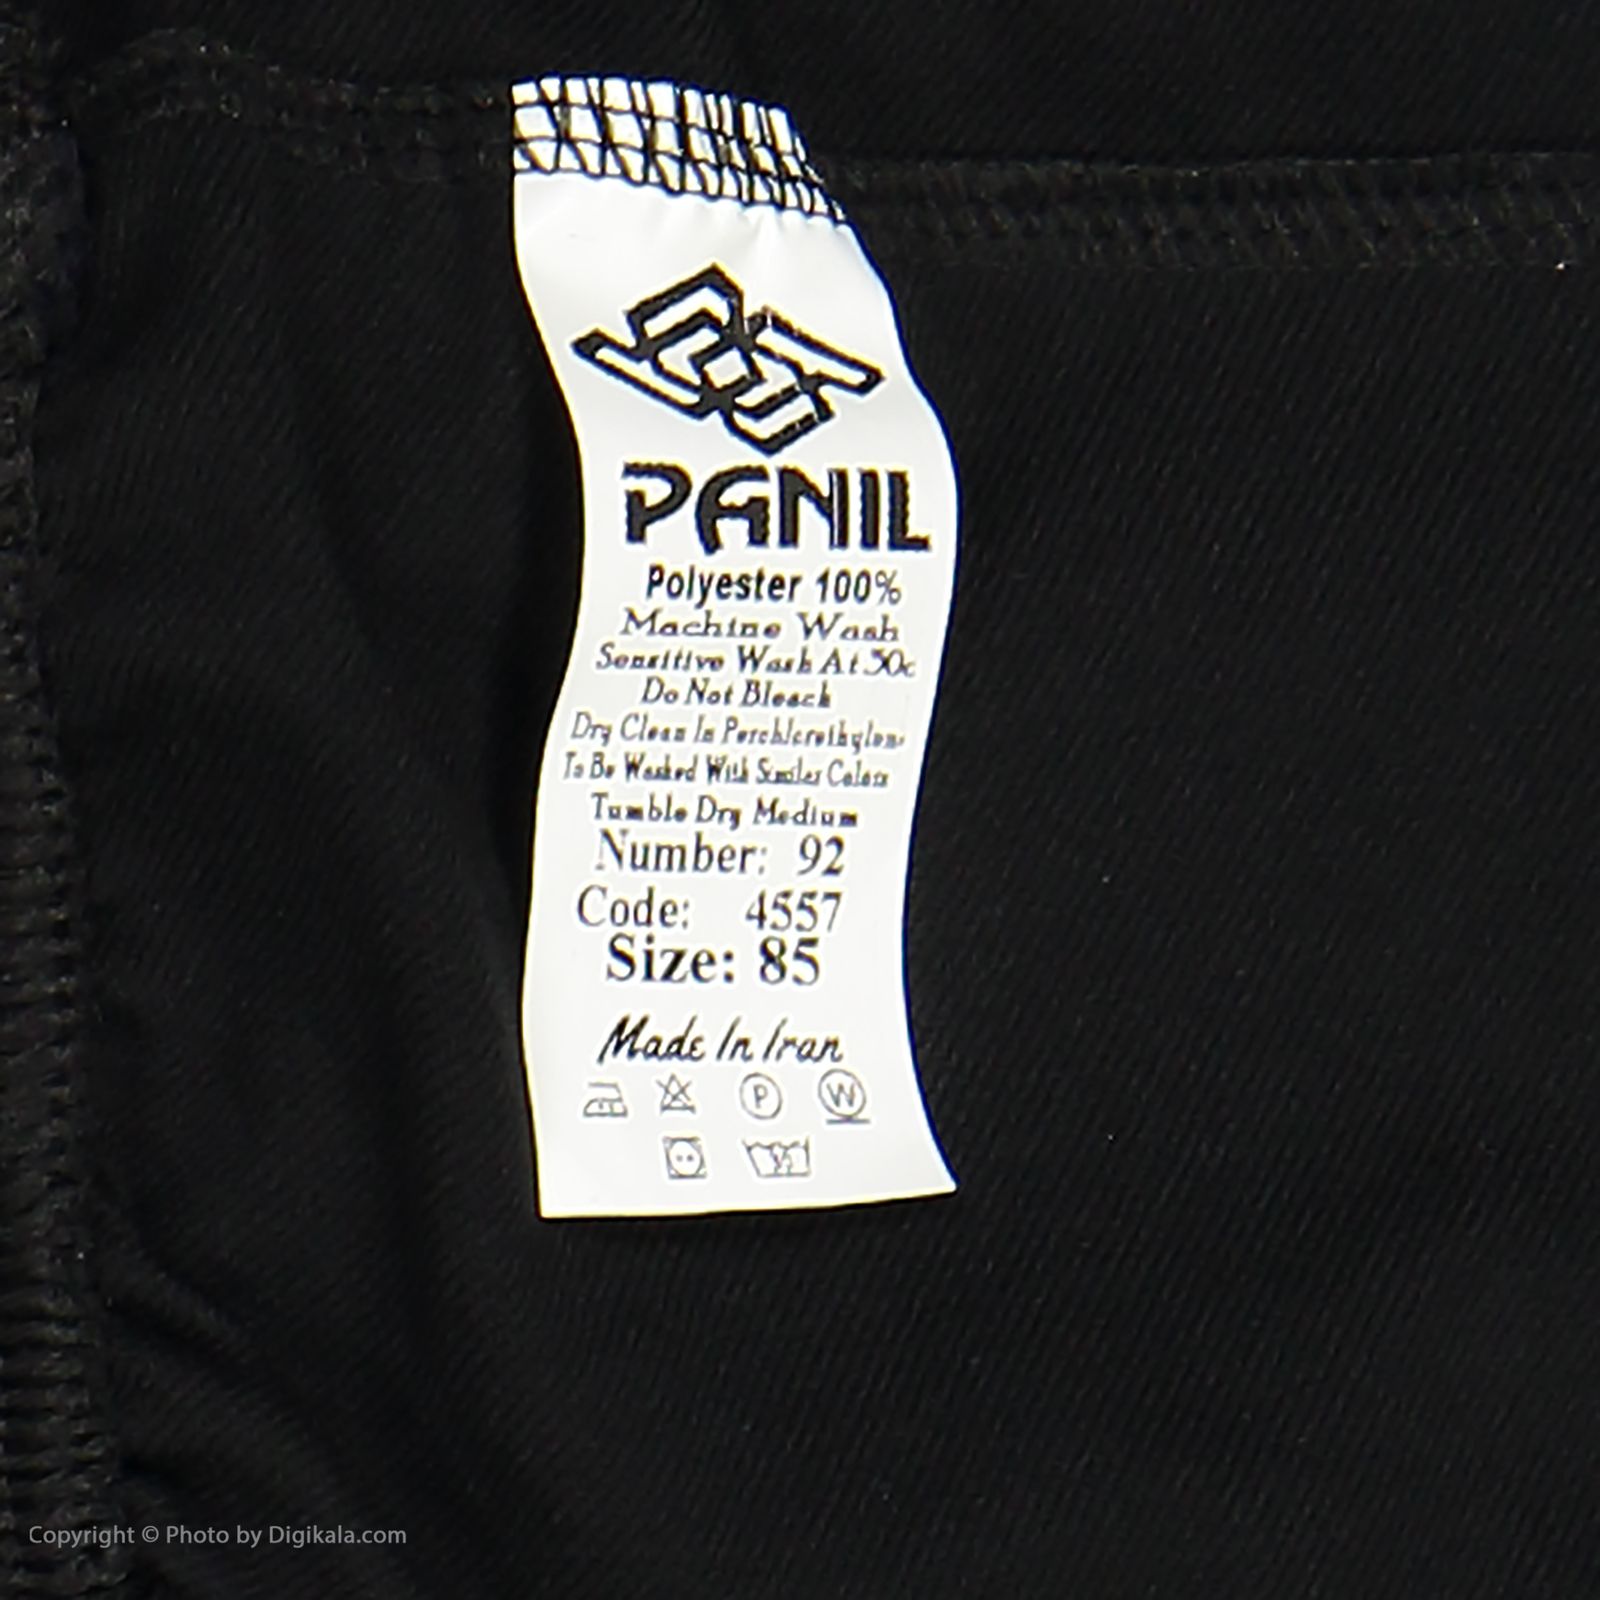 PANIL
Polyester 100%
Machine Wash
Sensitive Wash At 30c
Do Not Bleach
Dry Clean In Perchlorethylene
To Be Washed With Similar Colors
Tumble Dry Medium
Number: 92
Code: 4557
Size: 85
Made In Iran
P W
Copyright © Photo by Digikala.com